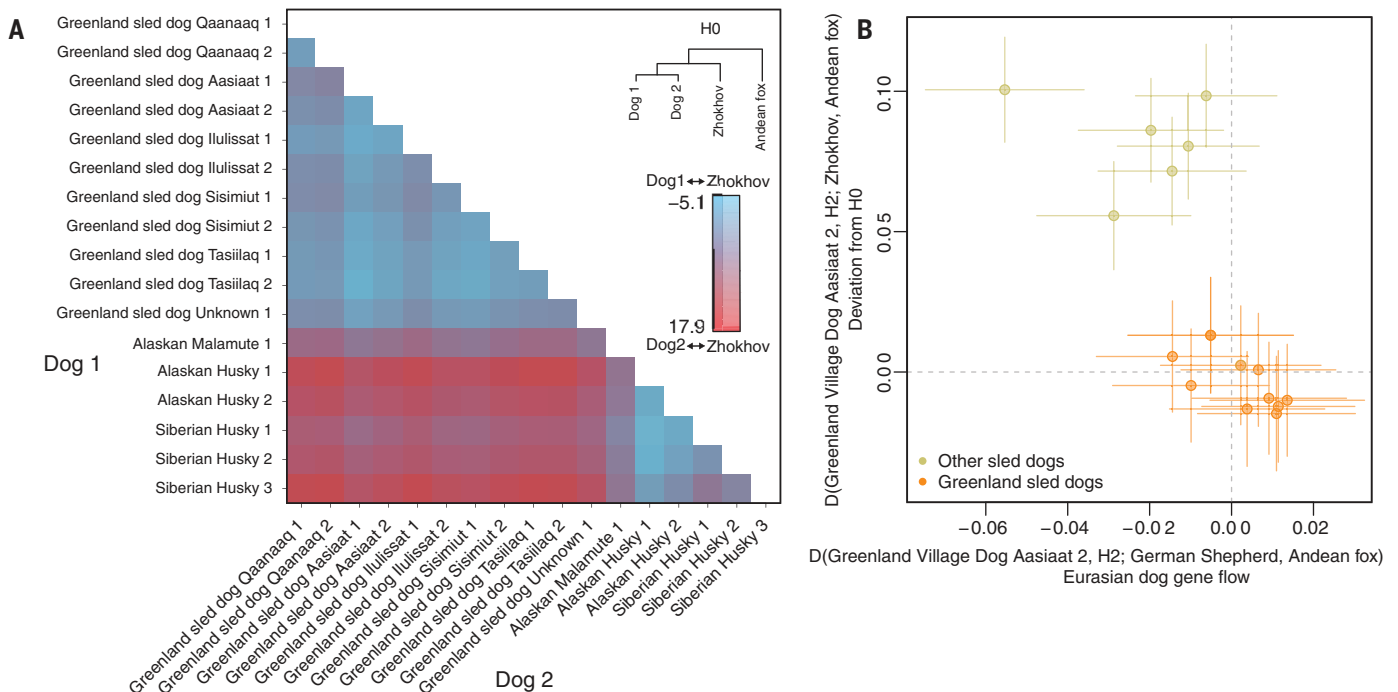 A
Greenland sled dog Qaanaaq 1
Greenland sled dog Qaanaaq 2
Greenland sled dog Aasiaat 1
Greenland sled dog Aasiaat 2
Greenland sled dog Ilulissat 1
Greenland sled dog Ilulissat 2
Greenland sled dog Sisimiut 1
Greenland sled dog Sisimiut 2
Greenland sled dog Tasiilaq 1
Greenland sled dog Tasiilaq 2
Greenland sled dog Unknown 1
Alaskan Malamute 1
Alaskan Husky 1
Alaskan Husky 2
Siberian Husky 1
Siberian Husky 2
Siberian Husky 3
Dog 1
H0
Dog 1
Dog 2
Zhokhov
Andean fox
Dog1↔Zhokhov
−5.1
17.9
Dog2↔Zhokhov
Greenland sled dog Qaanaaq 1
Greenland sled dog Qaanaaq 2
Greenland sled dog Aasiaat 1
Greenland sled dog Aasiaat 2
Greenland sled dog Ilulissat 1
Greenland sled dog Ilulissat 2
Greenland sled dog Sisimiut 1
Greenland sled dog Sisimiut 2
Greenland sled dog Tasiilaq 1
Greenland sled dog Tasiilaq 2
Greenland sled dog Unknown 1
Alaskan Malamute 1
Alaskan Husky 1
Alaskan Husky 2
Siberian Husky 1
Siberian Husky 2
Siberian Husky 3
Dog 2
B
D(Greenland Village Dog Aasiaat 2, H2; Zhokhov, Andean fox)
Deviation from H0
0.10
0.05
0.00
Other sled dogs
Greenland sled dogs
−0.06
−0.04
−0.02
0.00
0.02
D(Greenland Village Dog Aasiaat 2, H2; German Shepherd, Andean fox)
Eurasian dog gene flow